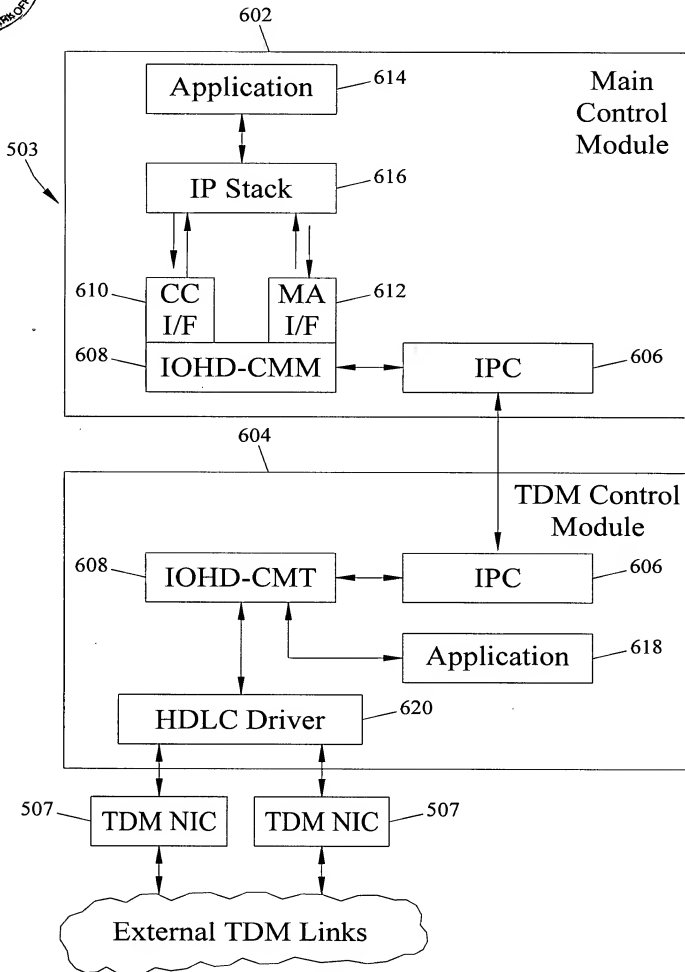 602
Application
614
Main
Control
Module
503
IP Stack
616
610
CC
I/F
MA
I/F
612
608
IOHD-CMM
IPC
606
604
TDM Control
Module
608
IOHD-CMT
IPC
606
Application
618
HDLC Driver
620
507
TDM NIC
TDM NIC
507
External TDM Links